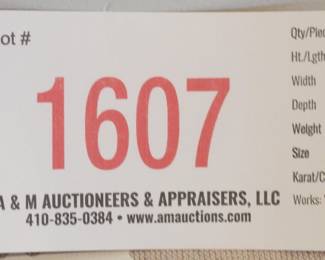 ot #
1607
A & M AUCTIONEERS & APPRAISERS, LLC
410-835-0384 • www.amauctions.com
Qty/Pie
Ht./Lgth
Width
Depth
Weight
Size
Karat/C
Works: